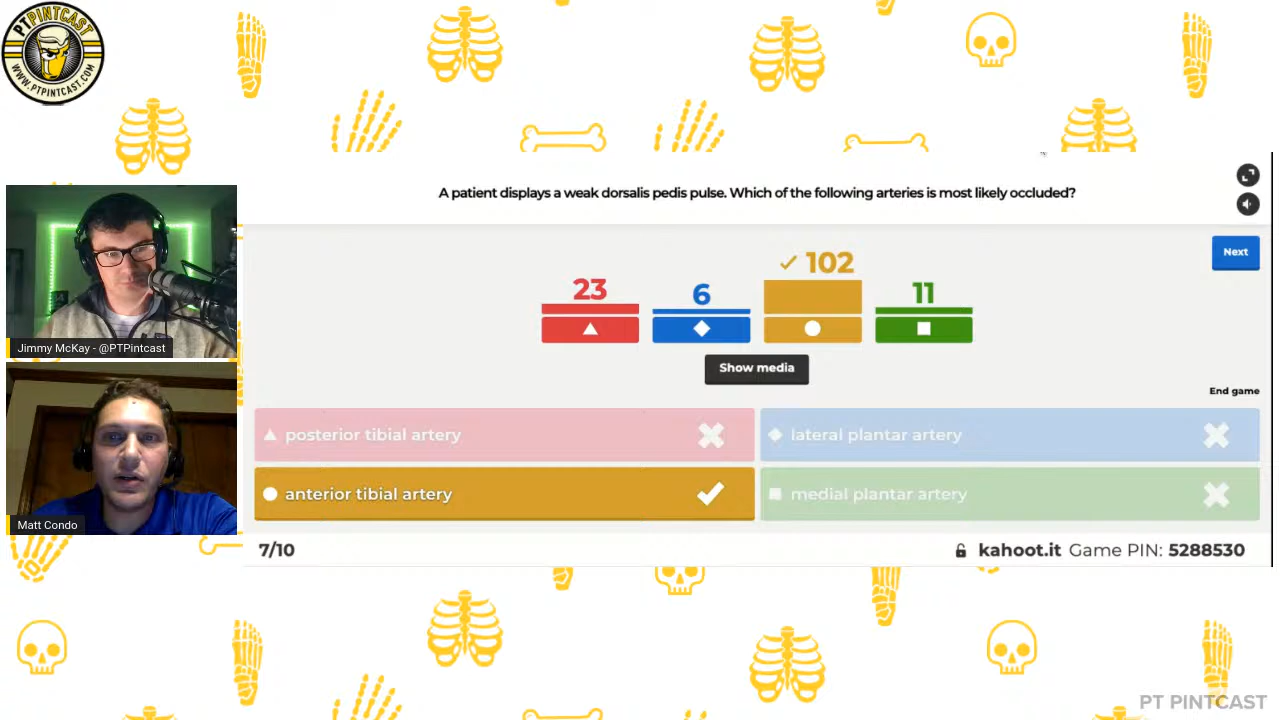 PTPINTCAST
WWW.PTPINTCAST.COM
A patient displays a weak dorsalis pedis pulse. Which of the following arteries is most likely occluded?
Next
23
6
102
11
Show media
End game
posterior tibial artery
lateral plantar artery
anterior tibial artery
medial plantar artery
Jimmy McKay - @PTPintcast
Matt Condo
7/10
kahoot.it Game PIN: 5288530
PT PINTCAST